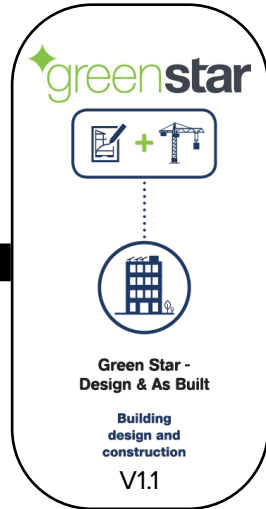 greenstar
Green Star -
Design & As Built
Building
design and
construction
V1.1